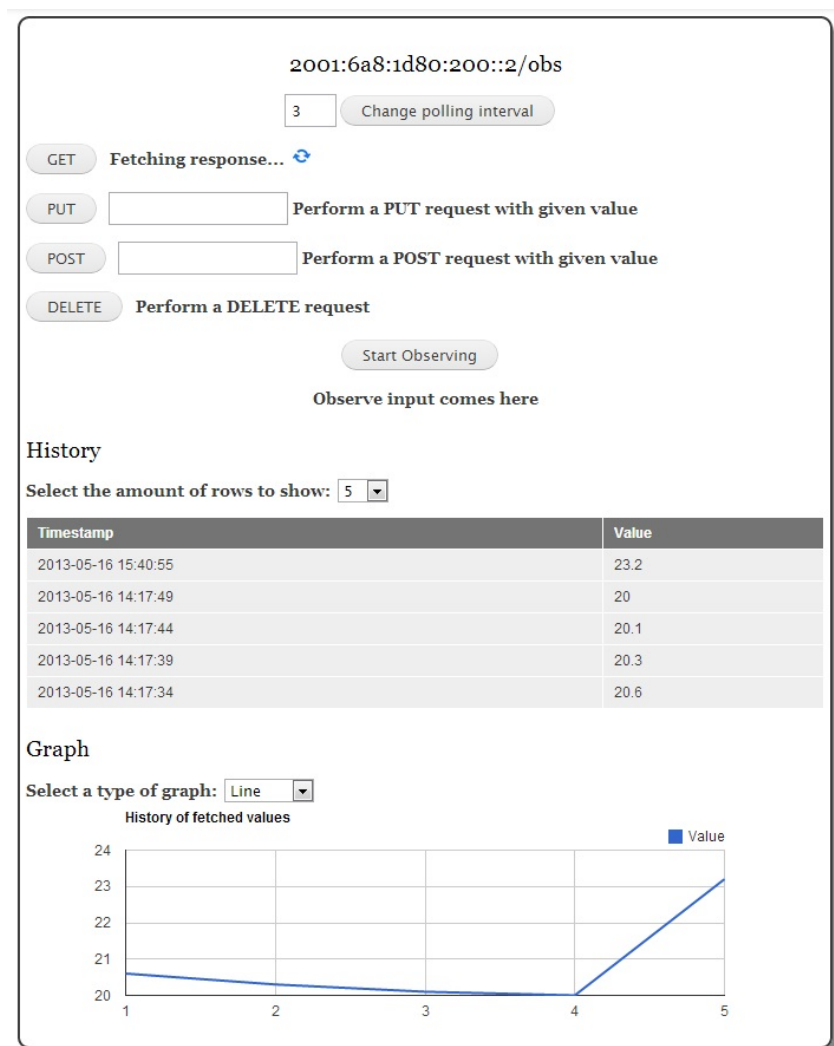 2001:6a8:1d80:200::2/obs
3 Change polling interval
GET Fetching response...
PUT Perform a PUT request with given value
POST Perform a POST request with given value
DELETE Perform a DELETE request
Start Observing
Observe input comes here
History
Select the amount of rows to show: 5
Timestamp Value
2013-05-16 15:40:55 23.2
2013-05-16 14:17:49 20
2013-05-16 14:17:44 20.1
2013-05-16 14:17:39 20.3
2013-05-16 14:17:34 20.6
Graph
Select a type of graph: Line
History of fetched values
Value
24
23
22
21
20
1 2 3 4 5